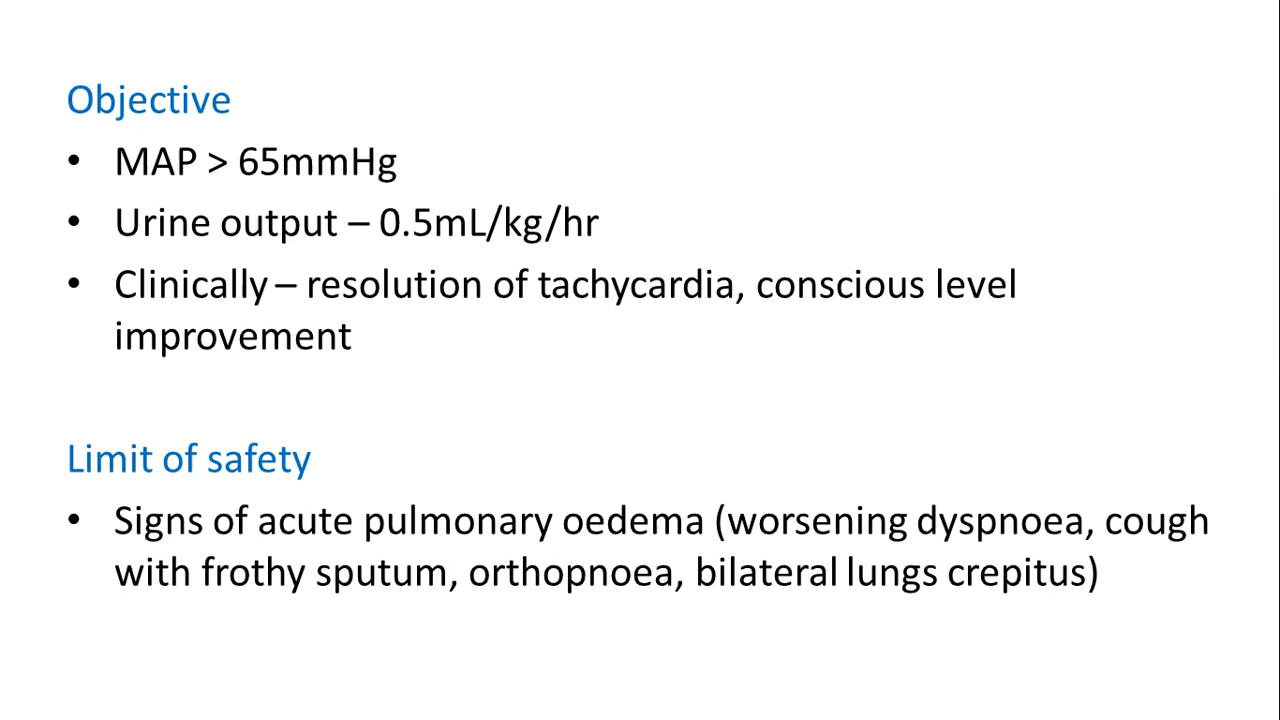 Objective
• MAP > 65mmHg
• Urine output – 0.5mL/kg/hr
• Clinically – resolution of tachycardia, conscious level
improvement
Limit of safety
• Signs of acute pulmonary oedema (worsening dyspnoea, cough
with frothy sputum, orthopnoea, bilateral lungs crepitus)